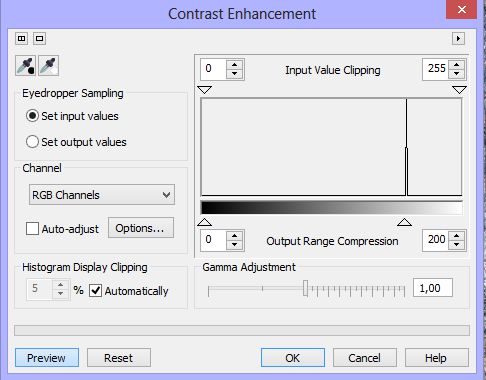 Contrast Enhancement
0 Input Value Clipping 255
Eyedropper Sampling
Set input values
Set output values
Channel
RGB Channels
Auto-adjust Options...
0 Output Range Compression 200
Histogram Display Clipping
5 % Automatically
Gamma Adjustment
1,00
Preview Reset OK Cancel Help